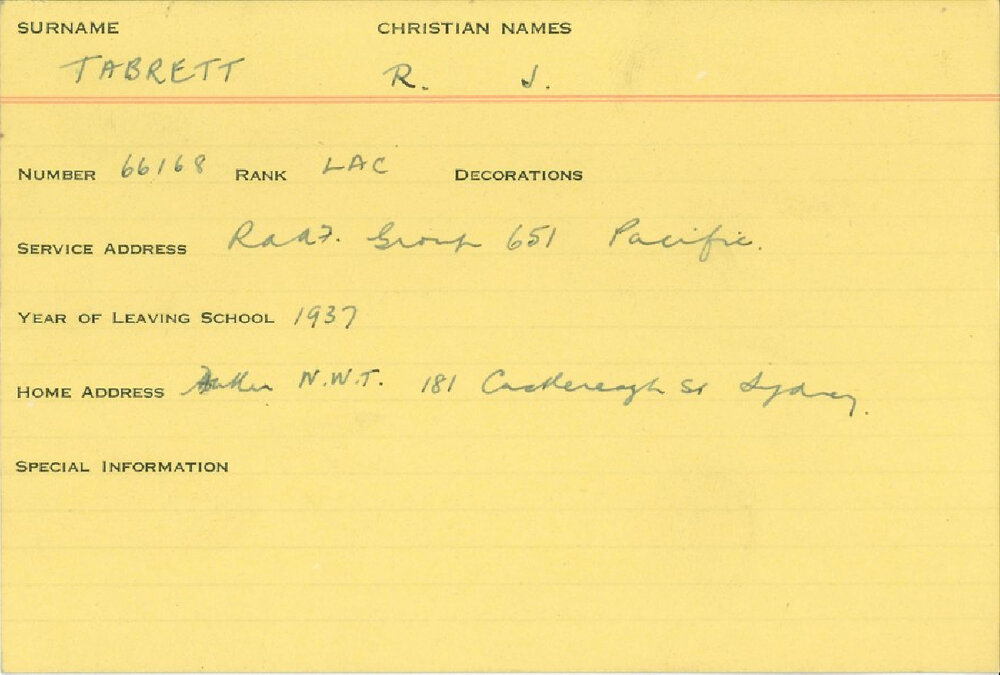 SURNAME CHRISTIAN NAMES
TABRETT R. J.
NUMBER 66168 RANK LAC DECORATIONS
SERVICE ADDRESS RAAF. Group 651 Pacific.
YEAR OF LEAVING SCHOOL 1937
HOME ADDRESS Father N.W.T. 181 Castlereagh St Sydney.
SPECIAL INFORMATION